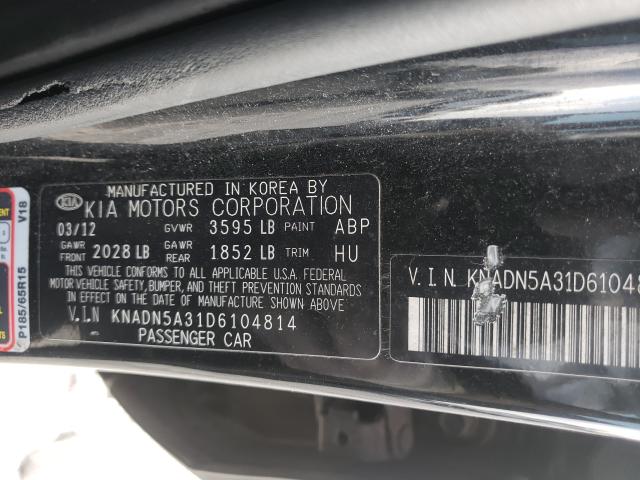 KIA
MANUFACTURED IN KOREA BY
KIA MOTORS CORPORATION
03/12 GVWR 3595 LB PAINT ABP
GAWR FRONT 2028 LB GAWR REAR 1852 LB TRIM HU
THIS VEHICLE CONFORMS TO ALL APPLICABLE U.S.A. FEDERAL
MOTOR VEHICLE SAFETY, BUMPER, AND THEFT PREVENTION STANDARDS
IN EFFECT ON THE DATE OF MANUFACTURE SHOWN ABOVE.
V.I.N KNADN5A31D6104814
PASSENGER CAR
V.I.N. KNADN5A31D61048
P185/65R15 V18